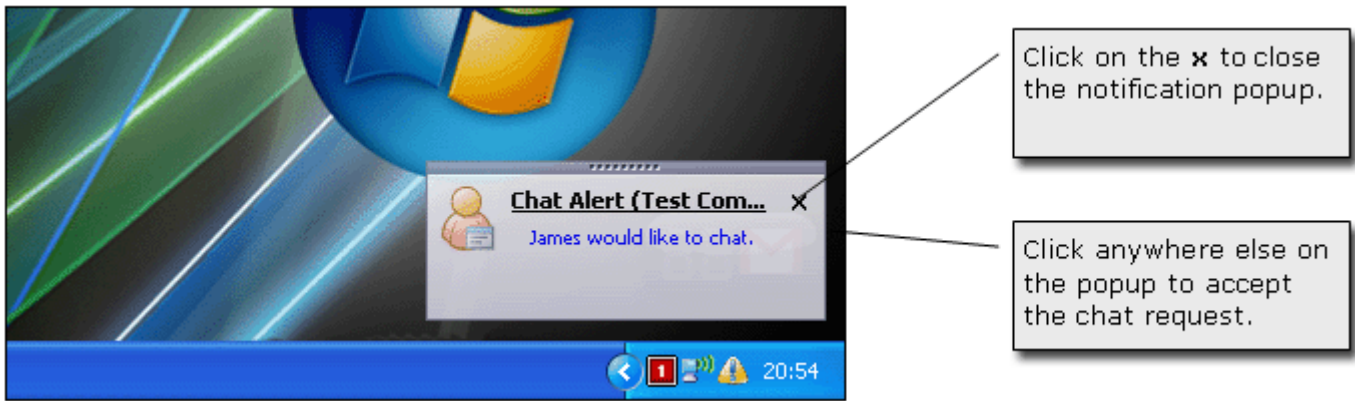 Click on the x to close
the notification popup.
Chat Alert (Test Com...
x
James would like to chat.
Click anywhere else on
the popup to accept
the chat request.
1
20:54